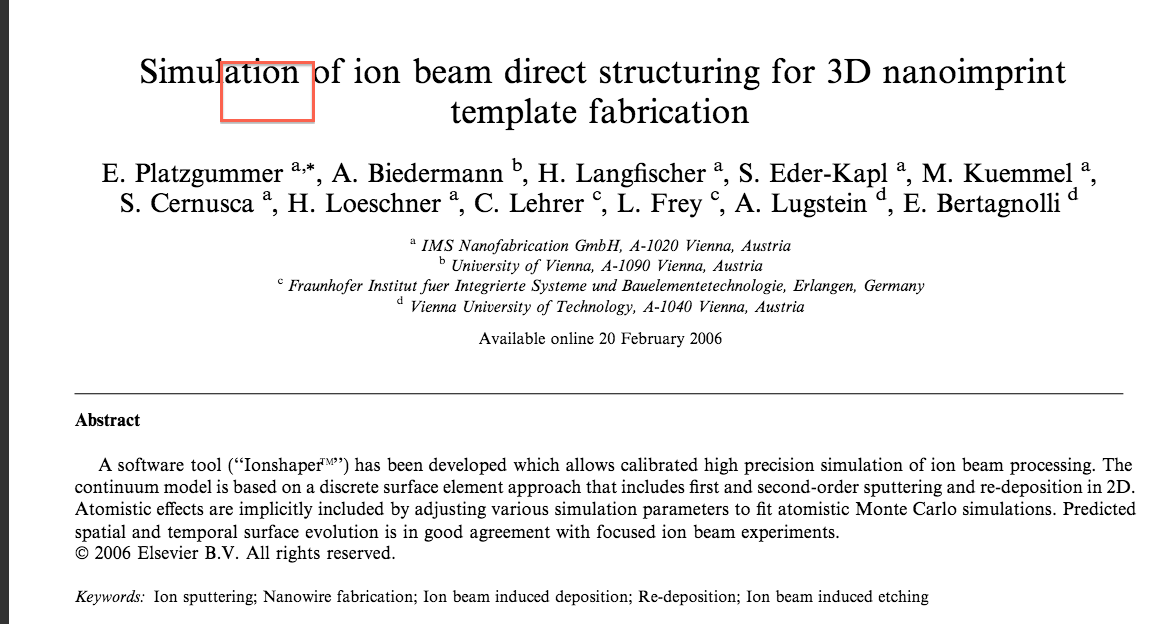 Simulation of ion beam direct structuring for 3D nanoimprint
template fabrication
E. Platzgummer a,*, A. Biedermann b, H. Langfischer a, S. Eder-Kapl a, M. Kuemmel a,
S. Cernusca a, H. Loeschner a, C. Lehrer c, L. Frey c, A. Lugstein d, E. Bertagnolli d
a IMS Nanofabrication GmbH, A-1020 Vienna, Austria
b University of Vienna, A-1090 Vienna, Austria
c Fraunhofer Institut fuer Integrierte Systeme und Bauelementetechnologie, Erlangen, Germany
d Vienna University of Technology, A-1040 Vienna, Austria
Available online 20 February 2006
Abstract
A software tool (“Ionshaper™”) has been developed which allows calibrated high precision simulation of ion beam processing. The
continuum model is based on a discrete surface element approach that includes first and second-order sputtering and re-deposition in 2D.
Atomistic effects are implicitly included by adjusting various simulation parameters to fit atomistic Monte Carlo simulations. Predicted
spatial and temporal surface evolution is in good agreement with focused ion beam experiments.
© 2006 Elsevier B.V. All rights reserved.
Keywords: Ion sputtering; Nanowire fabrication; Ion beam induced deposition; Re-deposition; Ion beam induced etching